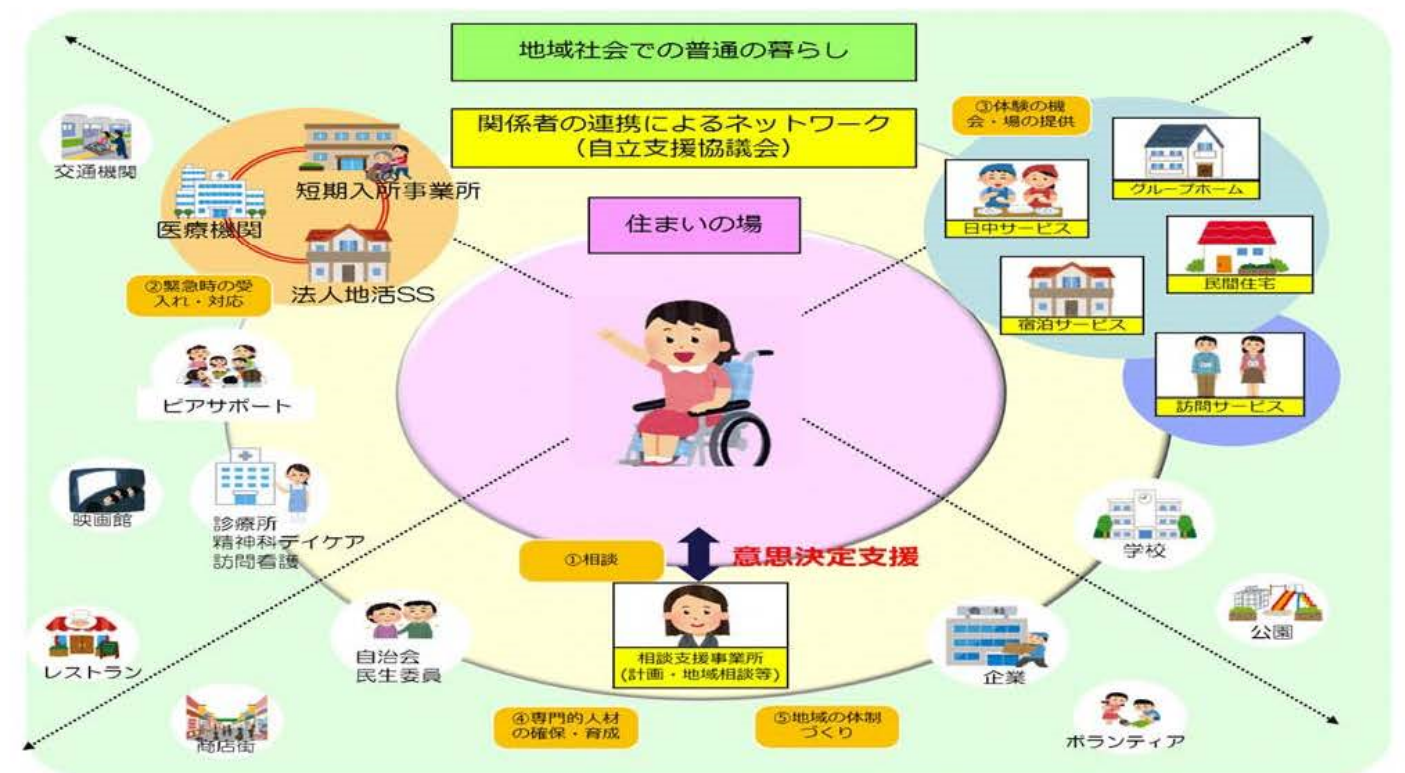 地域社会での普通の暮らし
関係者の連携によるネットワーク
（自立支援協議会）
住まいの場
交通機関
短期入所事業所
医療機関
法人地活SS
②緊急時の受
入れ・対応
③体験の機
会・場の提供
グループホーム
日中サービス
民間住宅
宿泊サービス
訪問サービス
ピアサポート
映画館
診療所
精神科デイケア
訪問看護
①相談
意思決定支援
相談支援事業所
(計画・地域相談等)
学校
公園
会社
企業
レストラン
自治会
民生委員
商店街
④専門的人材
の確保・育成
⑤地域の体制
づくり
ボランティア